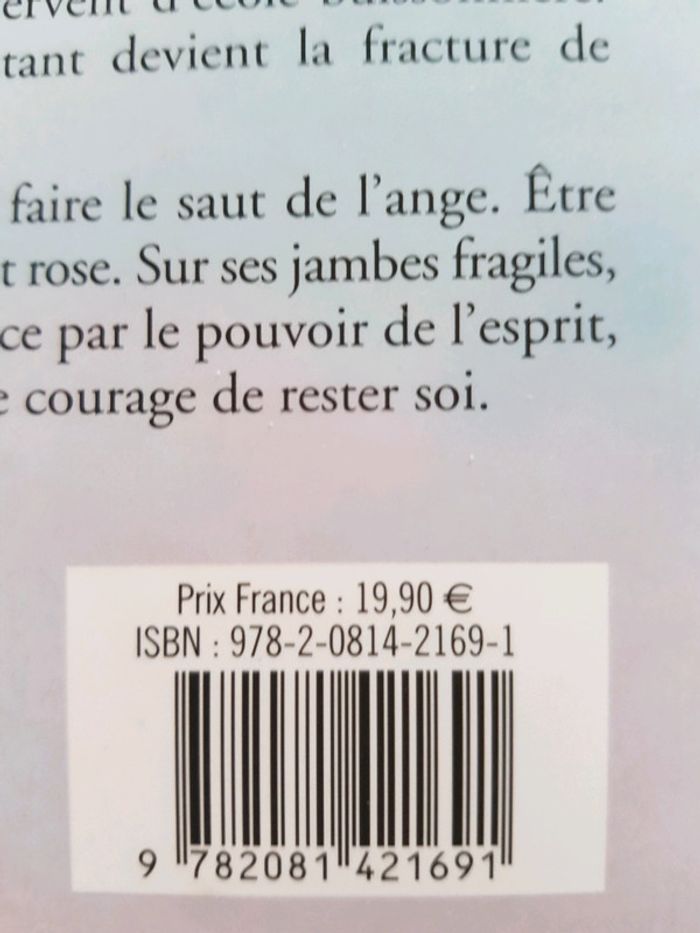 tant devient la fracture de
faire le saut de l'ange. Être
t rose. Sur ses jambes fragiles,
ce par le pouvoir de l'esprit,
e courage de rester soi.
Prix France : 19,90 €
ISBN : 978-2-0814-2169-1
9 782081 421691